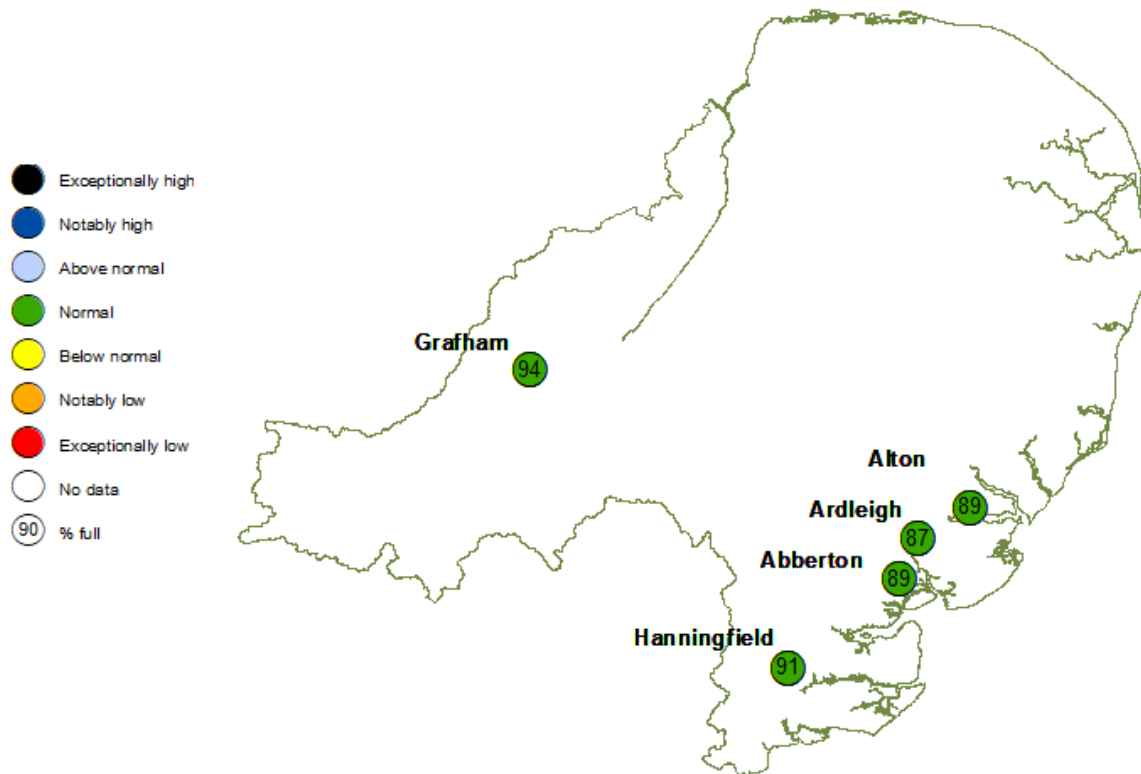 Exceptionally high
Notably high
Above normal
Normal
Below normal
Notably low
Exceptionally low
No data
90 % full
Grafham
94
Alton
89
Ardleigh
87
Abberton
89
Hanningfield
91